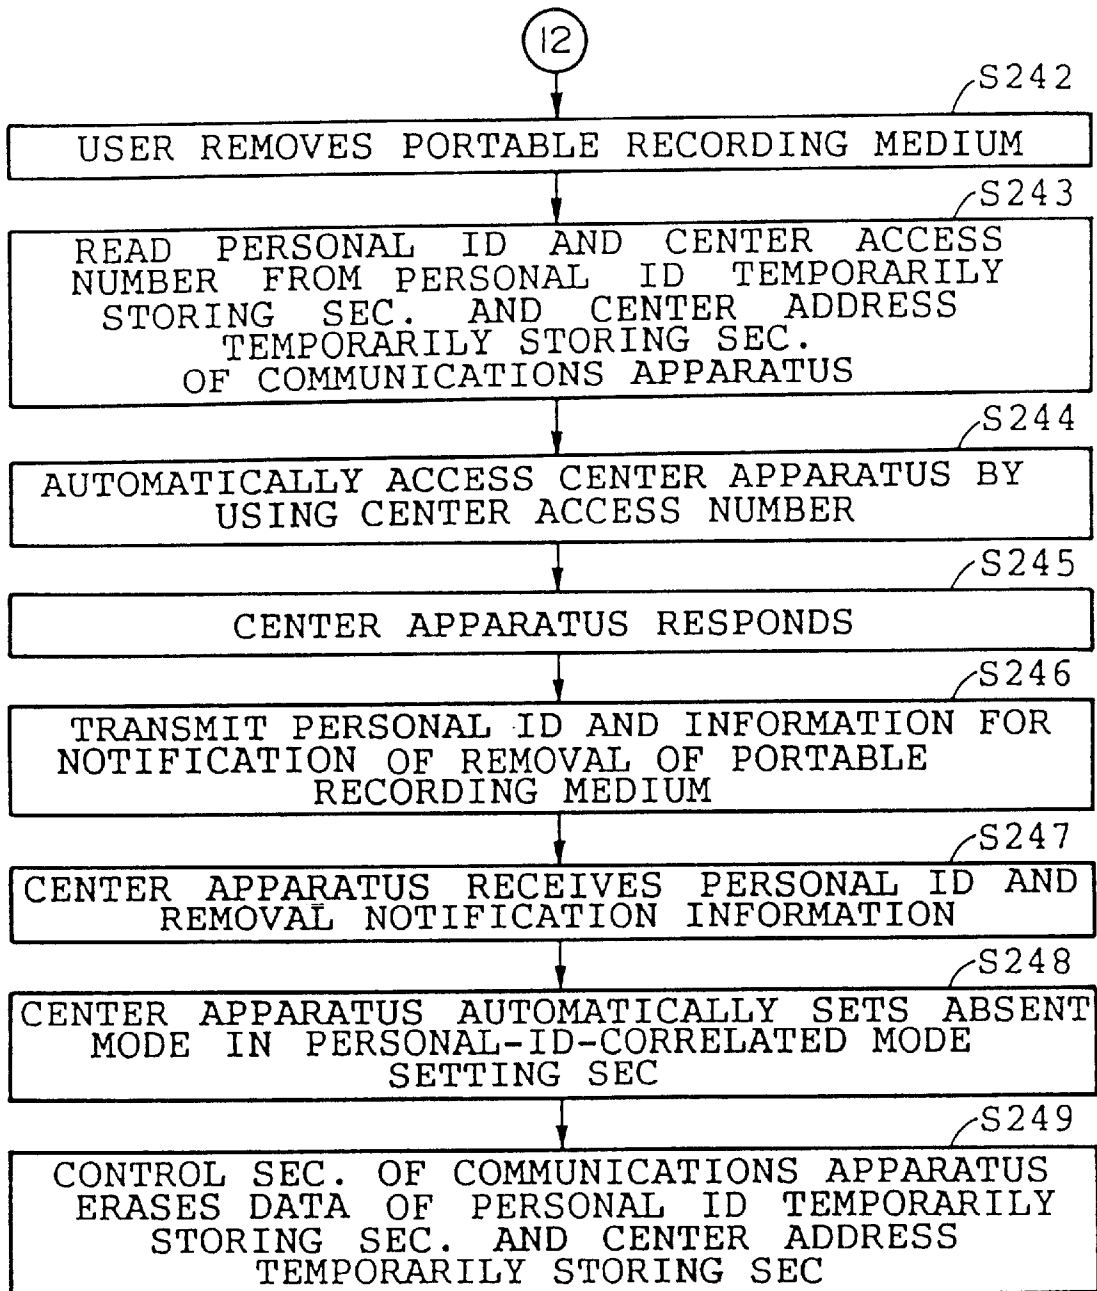 12
S242
USER REMOVES PORTABLE RECORDING MEDIUM
S243
READ PERSONAL ID AND CENTER ACCESS
NUMBER FROM PERSONAL ID TEMPORARILY
STORING SEC. AND CENTER ADDRESS
TEMPORARILY STORING SEC.
OF COMMUNICATIONS APPARATUS
S244
AUTOMATICALLY ACCESS CENTER APPARATUS BY
USING CENTER ACCESS NUMBER
S245
CENTER APPARATUS RESPONDS
S246
TRANSMIT PERSONAL ID AND INFORMATION FOR
NOTIFICATION OF REMOVAL OF PORTABLE
RECORDING MEDIUM
S247
CENTER APPARATUS RECEIVES PERSONAL ID AND
REMOVAL NOTIFICATION INFORMATION
S248
CENTER APPARATUS AUTOMATICALLY SETS ABSENT
MODE IN PERSONAL-ID-CORRELATED MODE
SETTING SEC
S249
CONTROL SEC. OF COMMUNICATIONS APPARATUS
ERASES DATA OF PERSONAL ID TEMPORARILY
STORING SEC. AND CENTER ADDRESS
TEMPORARILY STORING SEC